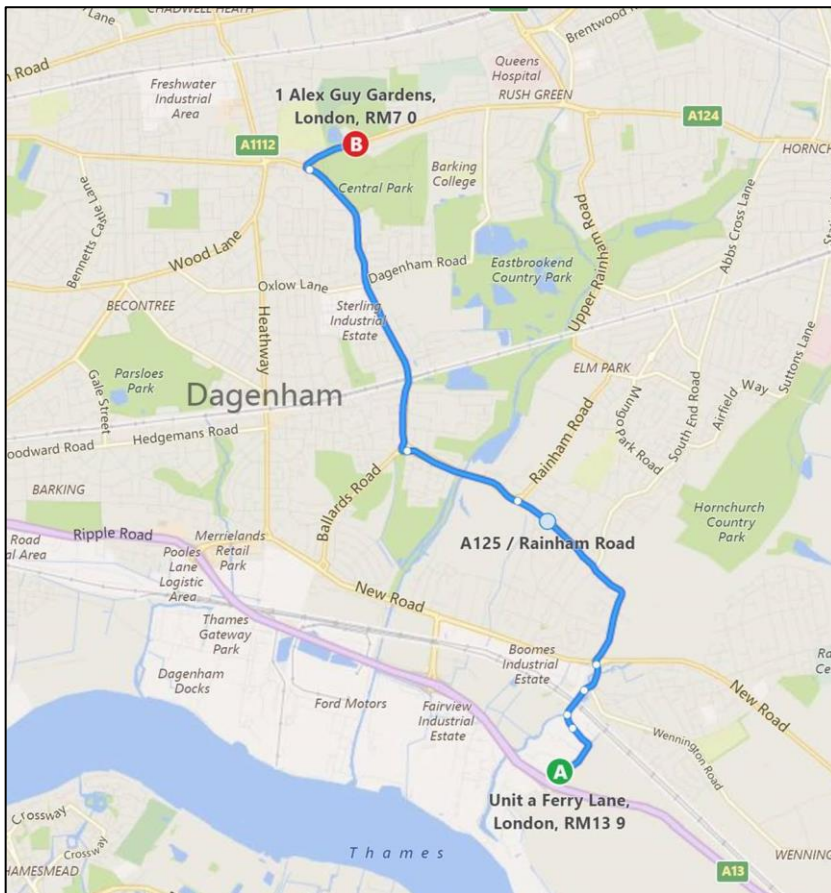 CHADWELL HEATH
y Lane
Brentwood R
Road
Freshwater
Industrial
Area
Queens
Hospital
RUSH GREEN
1 Alex Guy Gardens,
London, RM7 0
B
A1112
A124
HORNCH
Central Park
Barking
College
Bennetts Castle Lane
Abbs Cross Lane
Wood Lane
Dagenham Road
Eastbrookend
Country Park
Upper Rainham Road
Oxlow Lane
BECONTREE
Heathway
Sterling
Industrial
Estate
Parsloes
Park
Gale Street
Dagenham
ELM PARK
Mungo
Park Road
South End Road
Airfield Way
Suttons Lane
Rainham Road
oodward Road
Hedgemans Road
BARKING
Ballards Road
Hornchurch
Country
Park
Ripple Road
Road
al Area
Merrielands
Retail
Park
Pooles
Lane
Logistic
Area
A125 / Rainham Road
New Road
Thames
Gateway
Park
Boomes
Industrial
Estate
Ra
Ce
Dagenham
Docks
Ford Motors
Fairview
Industrial
Estate
New Road
Wennington Road
A
Unit a Ferry Lane,
London, RM13 9
Crossway
Crossway
Thames
HAMESMEAD
WENNING
A13